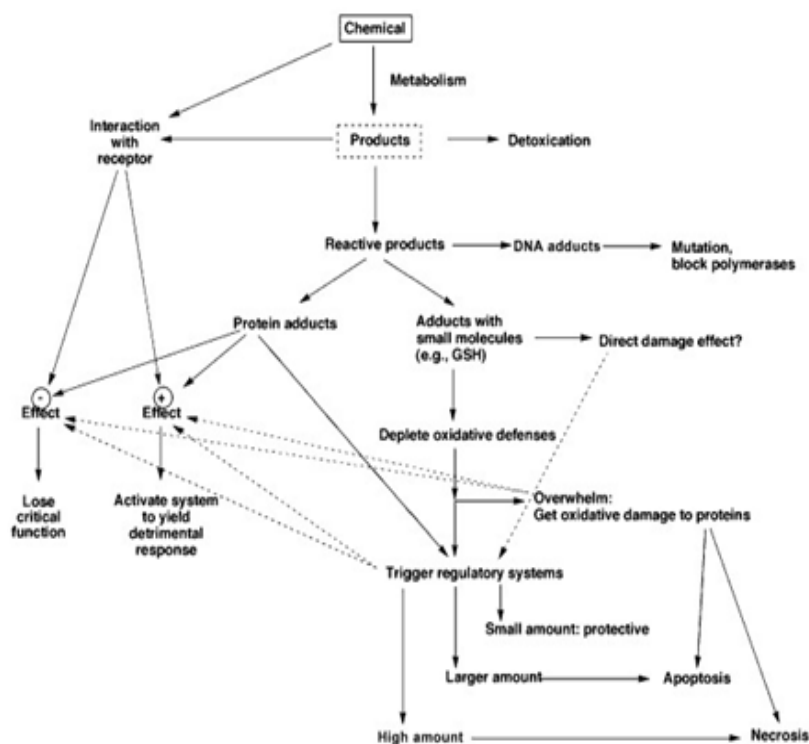 Chemical
Metabolism
Interaction
with
receptor
Products
Detoxication
Reactive products
DNA adducts
Mutation,
block polymerases
Protein adducts
Adducts with
small molecules
(e.g., GSH)
Direct damage effect?
-
Effect
+
Effect
Deplete oxidative defenses
Lose
critical
function
Activate system
to yield
detrimental
response
Overwhelm:
Get oxidative damage to proteins
Trigger regulatory systems
Small amount: protective
Larger amount
Apoptosis
High amount
Necrosis